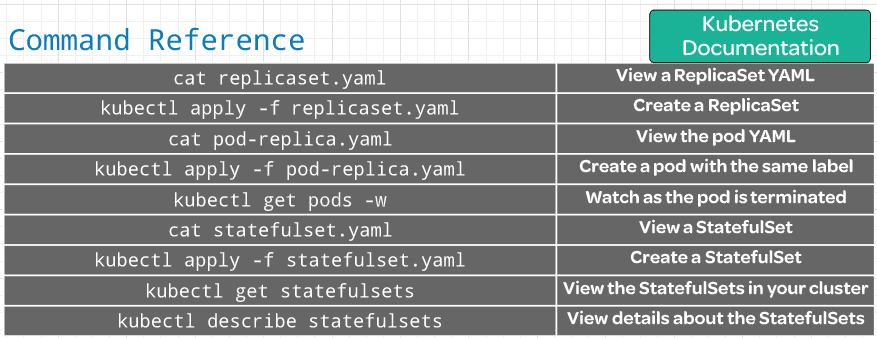 Command Reference
Kubernetes
Documentation
cat replicaset.yaml View a ReplicaSet YAML
kubectl apply -f replicaset.yaml Create a ReplicaSet
cat pod-replica.yaml View the pod YAML
kubectl apply -f pod-replica.yaml Create a pod with the same label
kubectl get pods -w Watch as the pod is terminated
cat statefulset.yaml View a StatefulSet
kubectl apply -f statefulset.yaml Create a StatefulSet
kubectl get statefulsets View the StatefulSets in your cluster
kubectl describe statefulsets View details about the StatefulSets